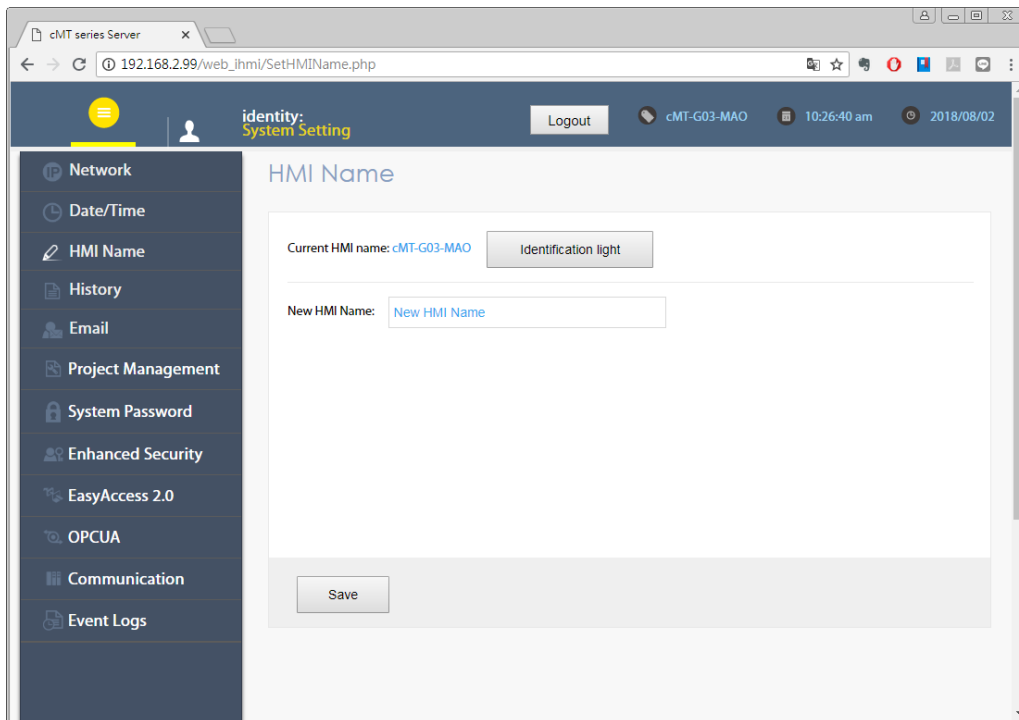 cMT series Server
192.168.2.99/web_ihmi/SetHMIName.php
identity:
System Setting
Logout
cMT-G03-MAO
10:26:40 am
2018/08/02
Network
Date/Time
HMI Name
History
Email
Project Management
System Password
Enhanced Security
EasyAccess 2.0
OPCUA
Communication
Event Logs
HMI Name
Current HMI name: cMT-G03-MAO
Identification light
New HMI Name:
New HMI Name
Save